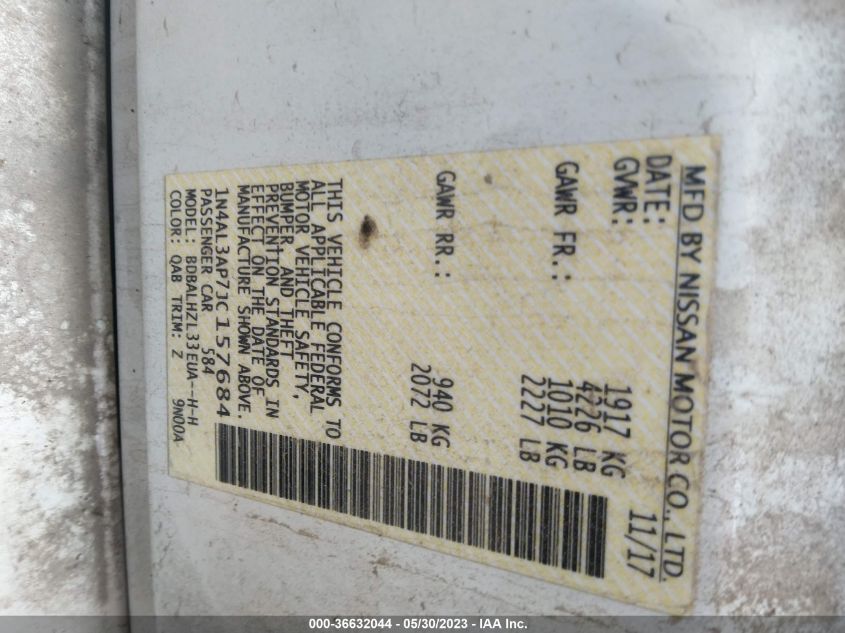 MFD BY NISSAN MOTOR CO., LTD.
DATE: 11/17
GVWR: 1917 KG
4226 LB
GAWR FR.: 1010 KG
2227 LB
GAWR RR.: 940 KG
2072 LB
THIS VEHICLE CONFORMS TO
ALL APPLICABLE FEDERAL
MOTOR VEHICLE SAFETY,
BUMPER, AND THEFT
PREVENTION STANDARDS IN
EFFECT ON THE DATE OF
MANUFACTURE SHOWN ABOVE.
1N4AL3AP7JC157684
PASSENGER CAR 584
MODEL: BDBALHZL33EUA--H-H
COLOR: QAB TRIM: Z 9N00A
000-36632044 - 05/30/2023 - IAA Inc.